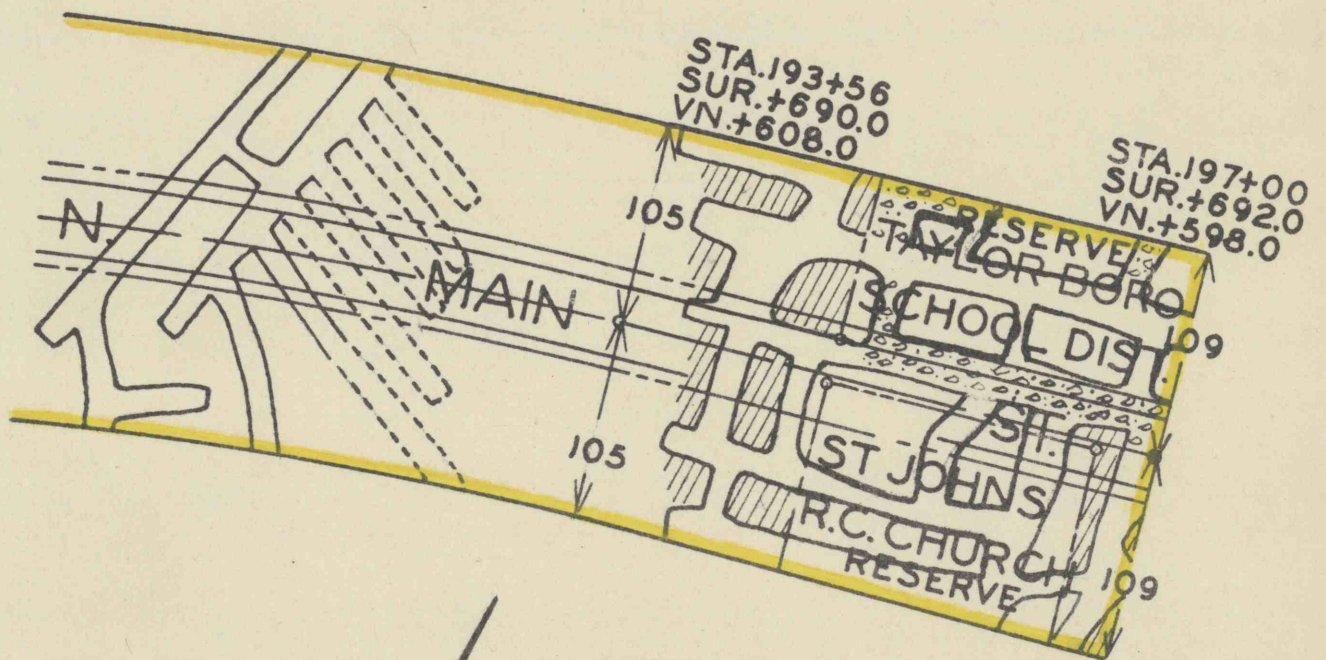 STA.193+56
SUR.+690.0
VN.+608.0
STA.197+00
SUR.+692.0
VN.+598.0
105
RESERVE
TAYLOR BORO
SCHOOL DIST.
109
N. MAIN ST.
105
ST JOHNS
R.C. CHURCH
RESERVE
109